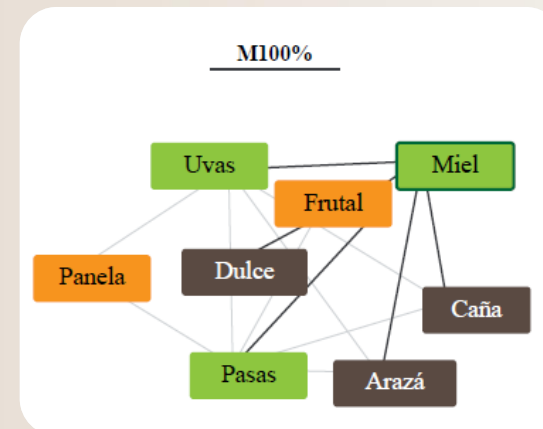 M100%
Uvas
Miel
Frutal
Panela
Dulce
Caña
Pasas
Arazá